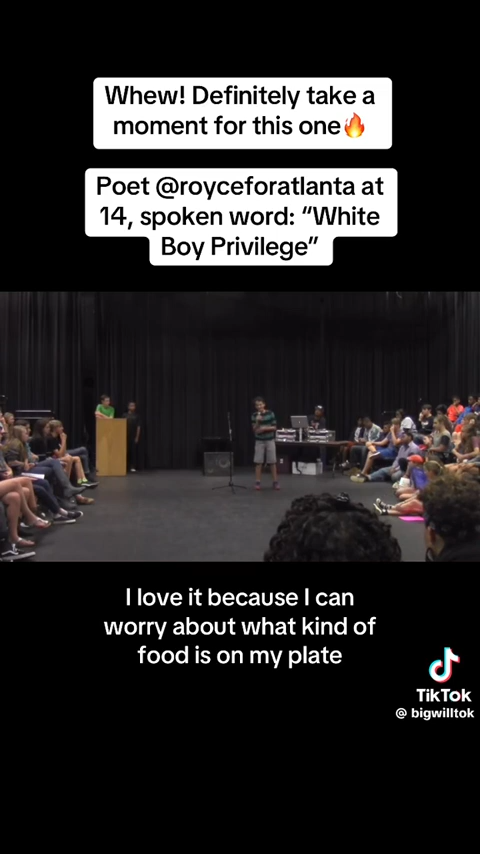 Whew! Definitely take a
moment for this one🔥
Poet @royceforatlanta at
14, spoken word: “White
Boy Privilege”
I love it because I can
worry about what kind of
food is on my plate
TikTok
@ bigwilltok